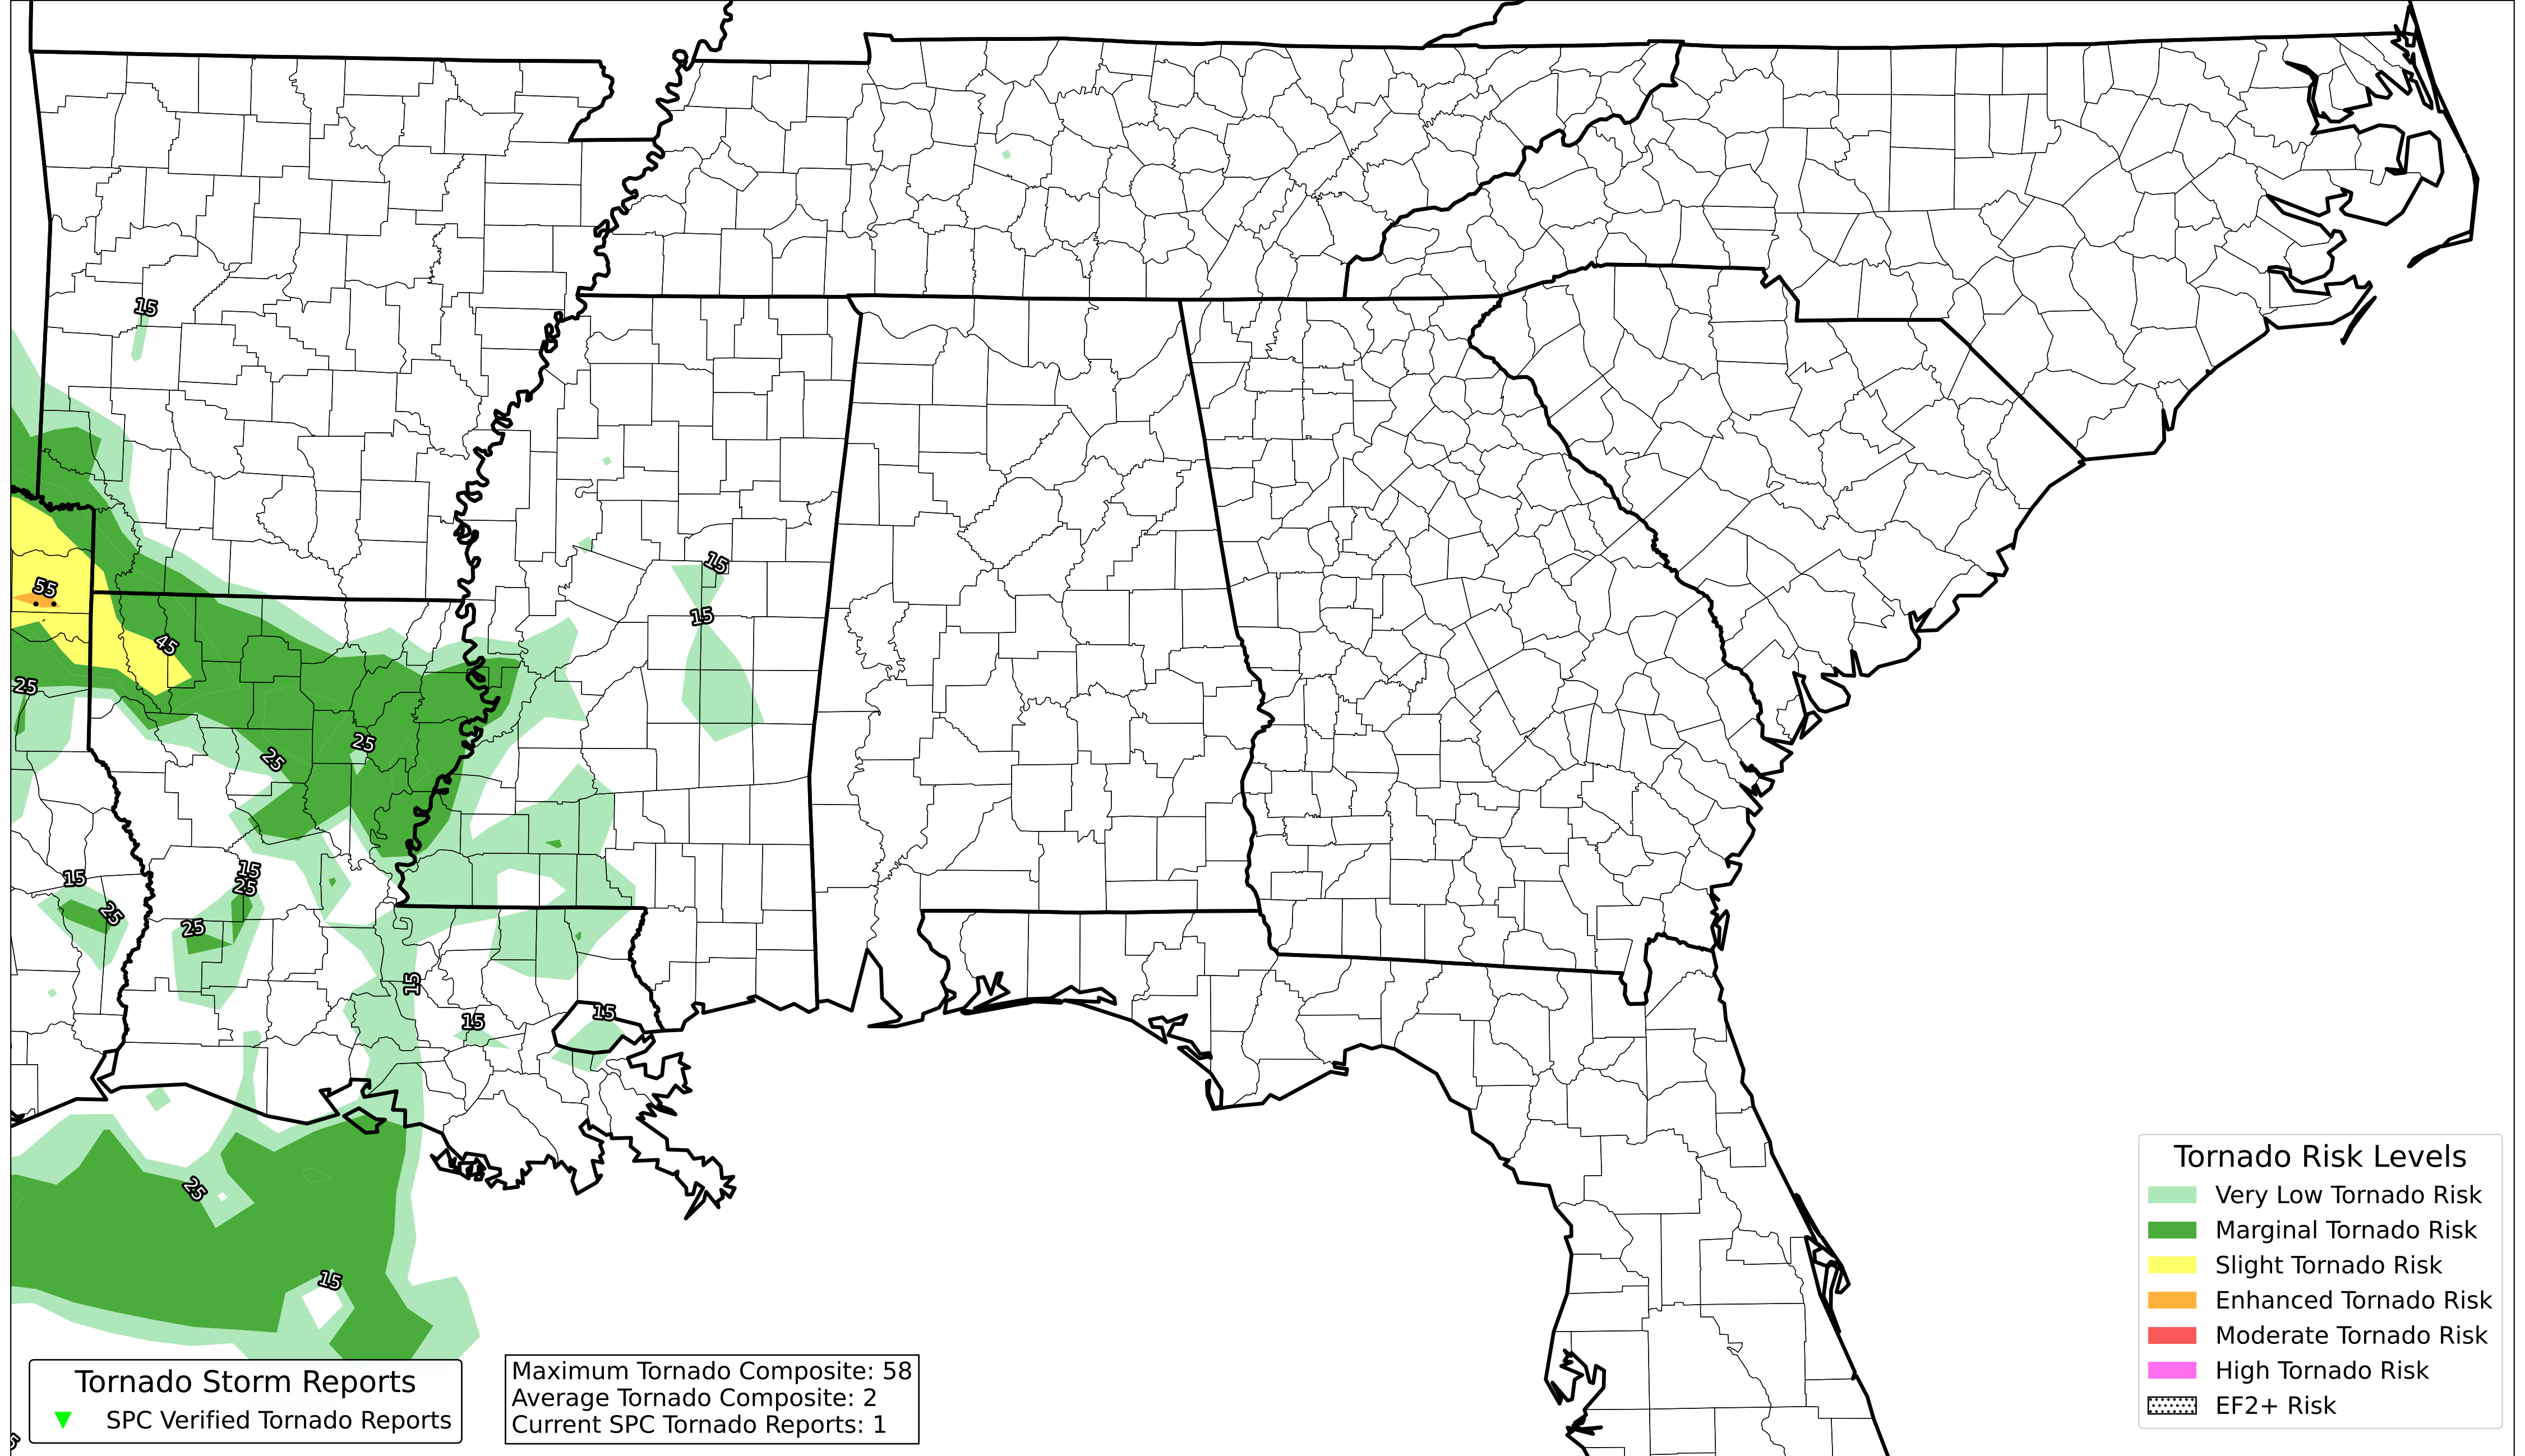 15
15
15
55
45
25
25
25
15
25
15
25
25
15
15
15
25
15
Tornado Risk Levels
Very Low Tornado Risk
Marginal Tornado Risk
Slight Tornado Risk
Enhanced Tornado Risk
Moderate Tornado Risk
High Tornado Risk
EF2+ Risk
Tornado Storm Reports
SPC Verified Tornado Reports
Maximum Tornado Composite: 58
Average Tornado Composite: 2
Current SPC Tornado Reports: 1